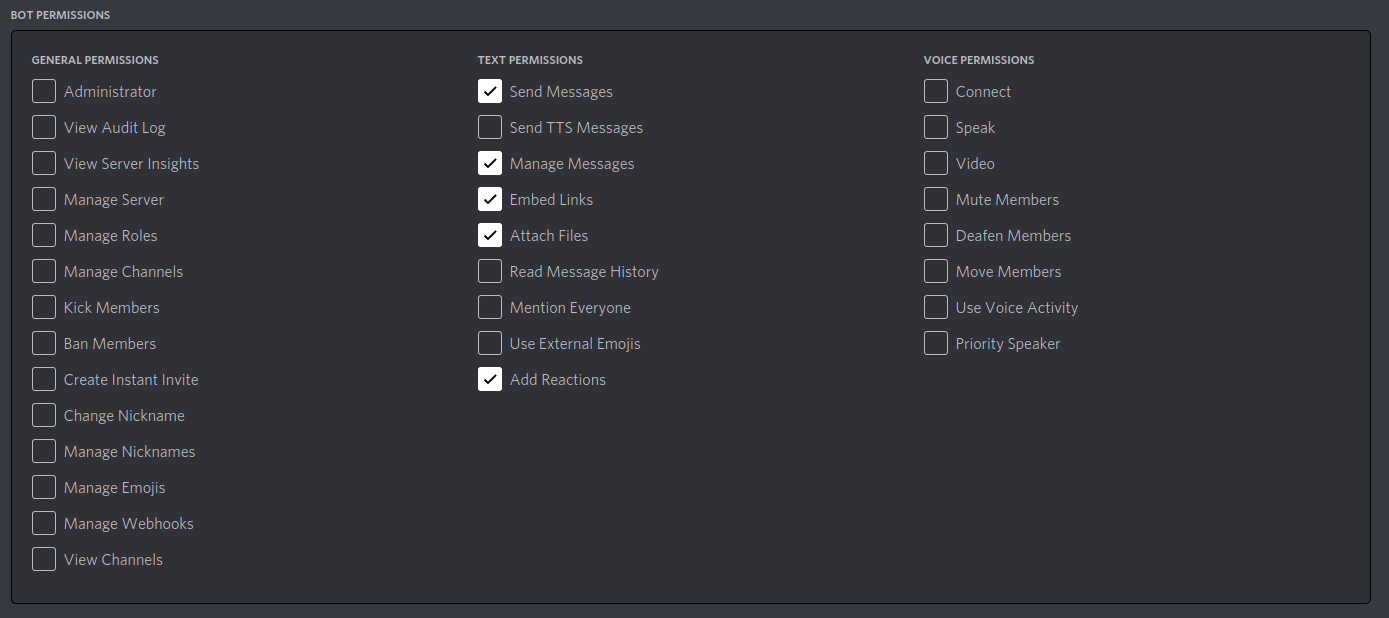 BOT PERMISSIONS
GENERAL PERMISSIONS
Administrator
View Audit Log
View Server Insights
Manage Server
Manage Roles
Manage Channels
Kick Members
Ban Members
Create Instant Invite
Change Nickname
Manage Nicknames
Manage Emojis
Manage Webhooks
View Channels
TEXT PERMISSIONS
Send Messages
Send TTS Messages
Manage Messages
Embed Links
Attach Files
Read Message History
Mention Everyone
Use External Emojis
Add Reactions
VOICE PERMISSIONS
Connect
Speak
Video
Mute Members
Deafen Members
Move Members
Use Voice Activity
Priority Speaker